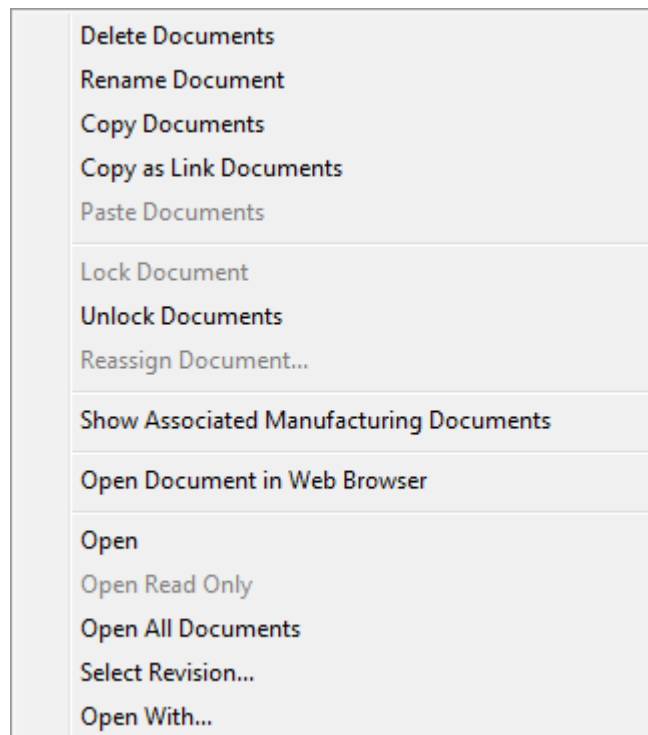 Delete Documents
Rename Document
Copy Documents
Copy as Link Documents
Paste Documents
Lock Document
Unlock Documents
Reassign Document...
Show Associated Manufacturing Documents
Open Document in Web Browser
Open
Open Read Only
Open All Documents
Select Revision...
Open With...